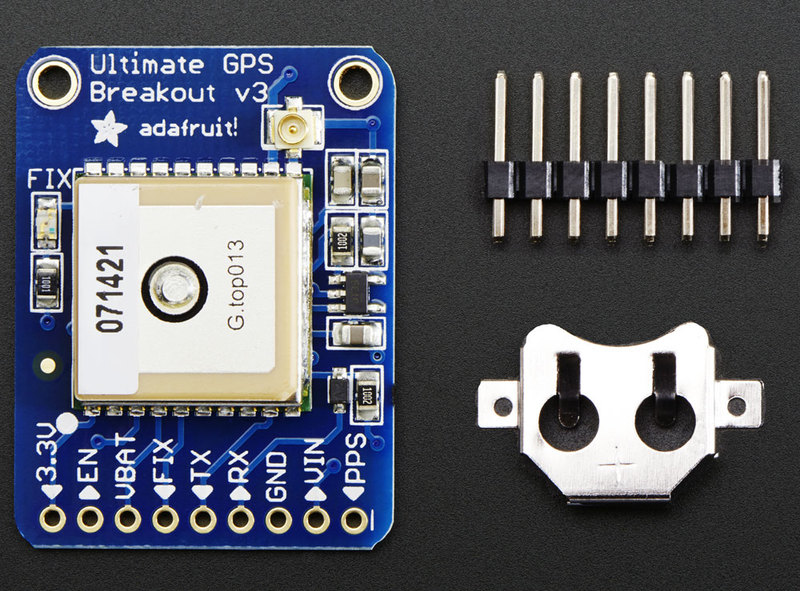 Ultimate GPS
Breakout v3
adafruit!
FIX
071421
G.top013
1002
1001
1002
3.3V
EN
VBAT
FIX
TX
RX
GND
VIN
PPS
+